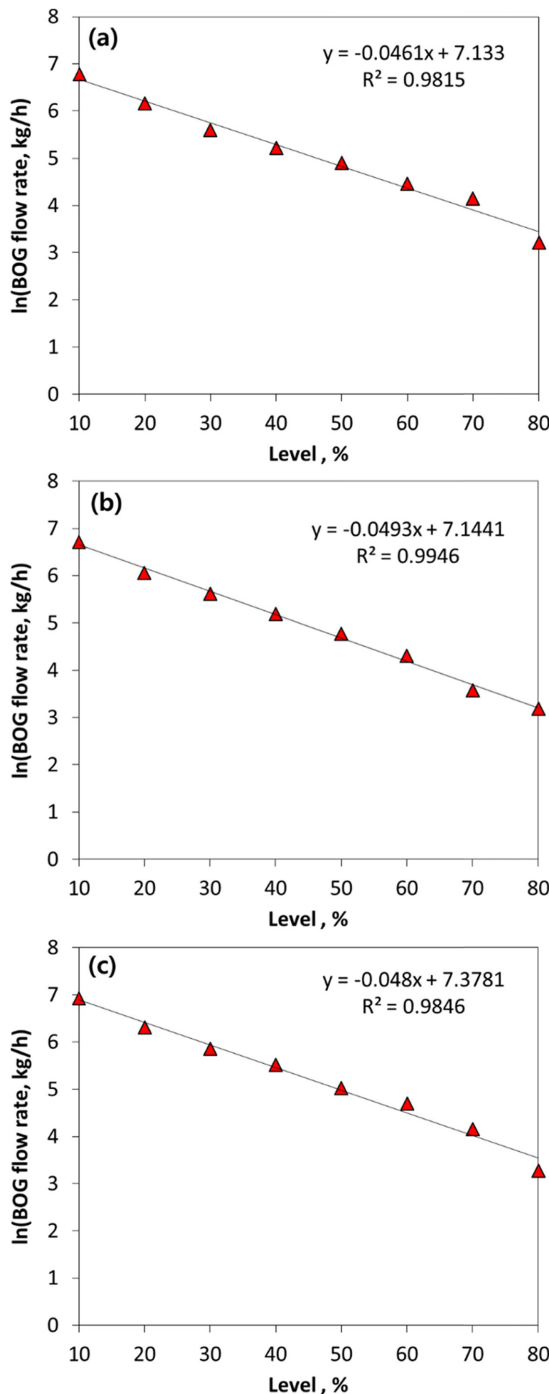 (a)
y = -0.0461x + 7.133
R² = 0.9815
ln(BOG flow rate, kg/h)
8
7
6
5
4
3
2
1
0
10 20 30 40 50 60 70 80
Level , %
(b)
y = -0.0493x + 7.1441
R² = 0.9946
ln(BOG flow rate, kg/h)
8
7
6
5
4
3
2
1
0
10 20 30 40 50 60 70 80
Level , %
(c)
y = -0.048x + 7.3781
R² = 0.9846
ln(BOG flow rate, kg/h)
8
7
6
5
4
3
2
1
0
10 20 30 40 50 60 70 80
Level , %